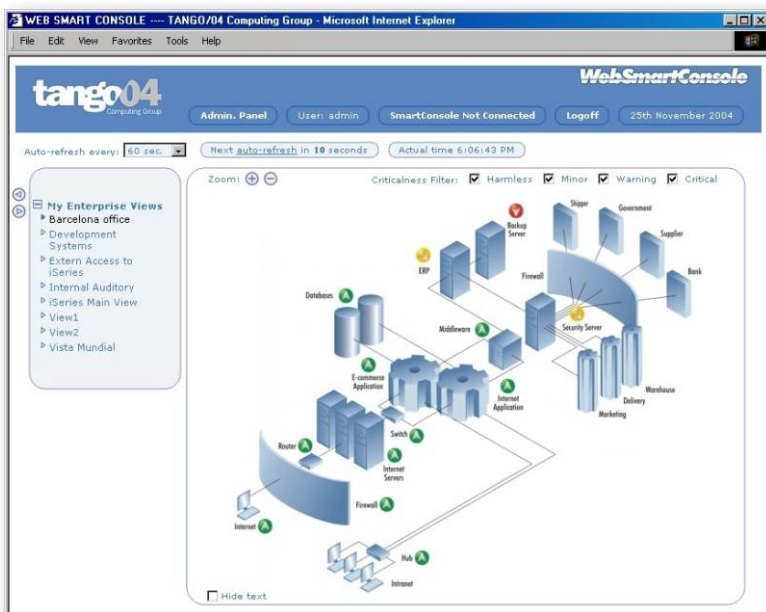 WEB SMART CONSOLE ---- TANGO/04 Computing Group - Microsoft Internet Explorer
File Edit View Favorites Tools Help
tango04
Computing Group
WebSmartConsole
Admin. Panel User: admin SmartConsole Not Connected Logoff 25th November 2004
Auto-refresh every: 60 sec. Next auto-refresh in 10 seconds Actual time 6:06:43 PM
Zoom: Criticalness Filter: Harmless Minor Warning Critical
My Enterprise Views
Barcelona office
Development
Systems
Extern Access to
iSeries
Internal Auditory
iSeries Main View
View1
View2
Vista Mundial
Shipper
Government
Supplier
Bank
Backup
Server
ERP
Firewall
Databases
Middleware
Security Server
E-commerce
Application
Internet
Application
Warehouse
Delivery
Marketing
Switch
Router
Internet
Servers
Firewall
Internet
Hub
Intranet
Hide text